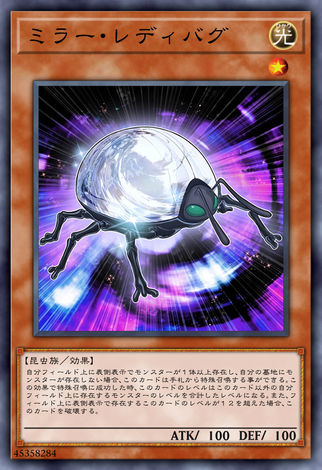 ミラー・レディバグ
光
【昆虫族／効果】
自分フィールド上に表側表示でモンスターが１体以上存在し、自分の墓地にモ
ンスターが存在しない場合、このカードは手札から特殊召喚する事ができる。こ
の効果で特殊召喚に成功した時、このカードのレベルはこのカード以外の自分
フィールド上に存在するモンスターのレベルを合計したレベルになる。また、フ
ィールド上に表側表示で存在するこのカードのレベルが１２を超えた場合、こ
のカードを破壊する。
ATK/ 100 DEF/ 100
45358284